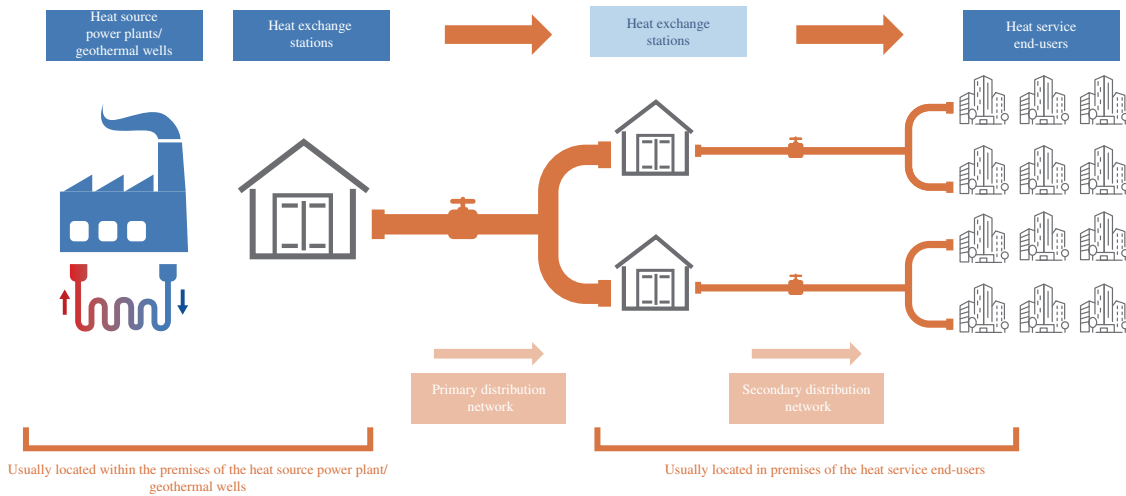 Heat source
power plants/
geothermal wells
Heat exchange
stations
Heat exchange
stations
Heat service
end-users
Primary distribution
network
Secondary distribution
network
Usually located within the premises of the heat source power plant/
geothermal wells
Usually located in premises of the heat service end-users